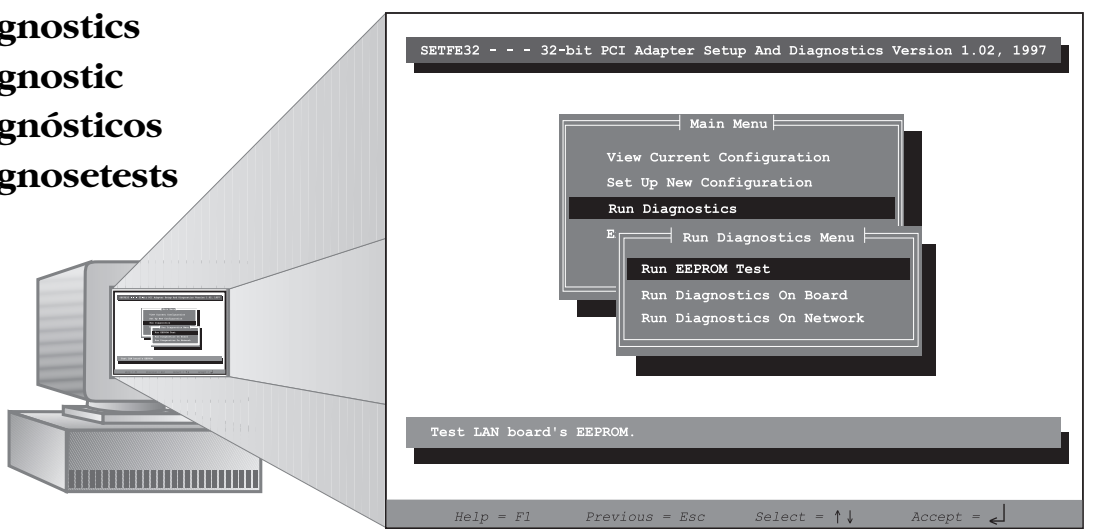 gnostics
gnostic
gnósticos
gnosetests
SETFE32 - - - 32-bit PCI Adapter Setup And Diagnostics Version 1.02, 1997
Main Menu
View Current Configuration
Set Up New Configuration
Run Diagnostics
E
Run Diagnostics Menu
Run EEPROM Test
Run Diagnostics On Board
Run Diagnostics On Network
Test LAN board's EEPROM.
Help = F1 Previous = Esc Select = ↑↓ Accept = ↵